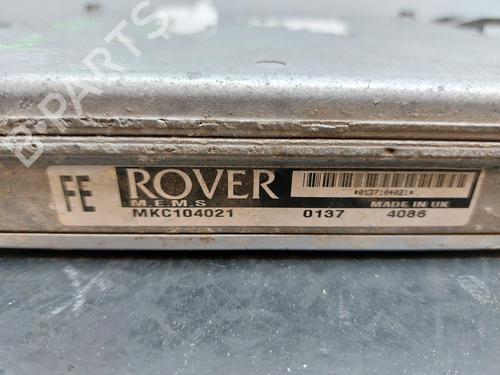 B-PARTS
FE
ROVER
M.E.M.S
*0137104021*
MADE IN UK
MKC104021 0137 4086